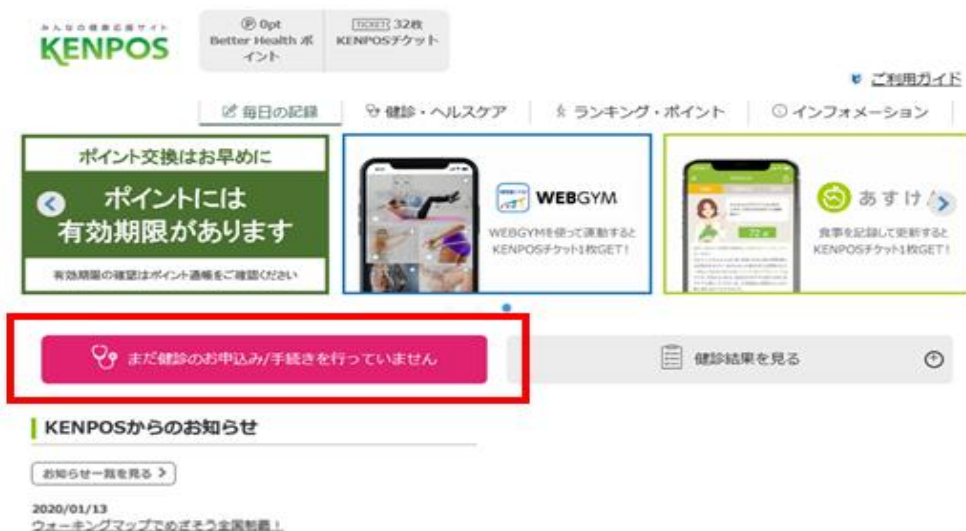 みんなの健康応援サイト
KENPOS
Ⓟ 0pt
Better Health ポ
イント
TICKET 32枚
KENPOSチケット
ご利用ガイド
毎日の記録
健診・ヘルスケア
ランキング・ポイント
インフォメーション
ポイント交換はお早めに
ポイントには
有効期限があります
有効期限の確認はポイント通帳をご確認ください
WEBGYM
WEBGYMを使って運動すると
KENPOSチケット1枚GET!
72
あすけ
食事を記録して更新すると
KENPOSチケット1枚GET!
まだ健診のお申込み/手続きを行っていません
健診結果を見る
KENPOSからのお知らせ
お知らせ一覧を見る >
2020/01/13
ウォーキングマップでめざそう全国制覇!